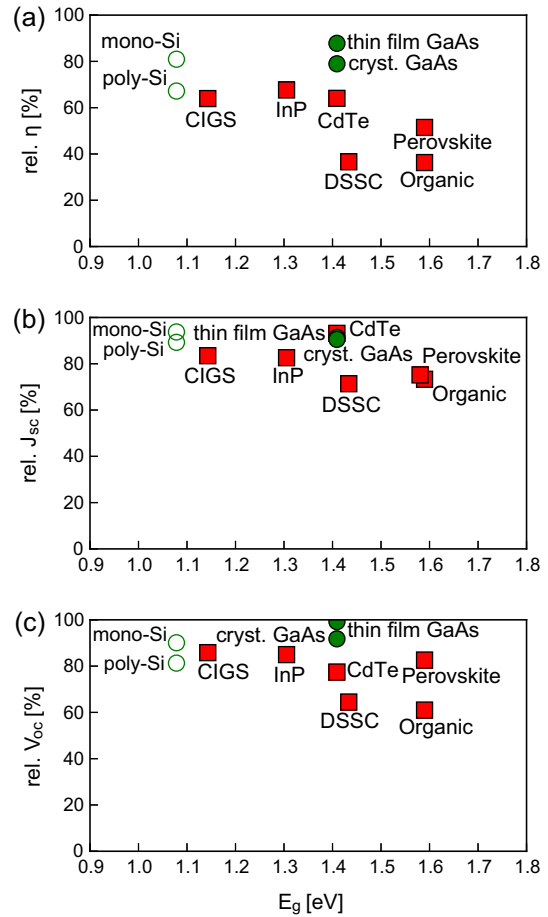 (a)
100
80
60
40
20
0
rel. η [%]
mono-Si
poly-Si
thin film GaAs
cryst. GaAs
CIGS
InP
CdTe
Perovskite
DSSC
Organic
0.9 1.0 1.1 1.2 1.3 1.4 1.5 1.6 1.7 1.8
(b)
100
80
60
40
20
0
rel. Jsc [%]
mono-Si
thin film GaAs
CdTe
poly-Si
cryst. GaAs
Perovskite
CIGS
InP
DSSC
Organic
0.9 1.0 1.1 1.2 1.3 1.4 1.5 1.6 1.7 1.8
(c)
100
80
60
40
20
0
rel. Voc [%]
mono-Si
cryst. GaAs
thin film GaAs
poly-Si
CIGS
InP
CdTe
Perovskite
DSSC
Organic
0.9 1.0 1.1 1.2 1.3 1.4 1.5 1.6 1.7 1.8
Eg [eV]